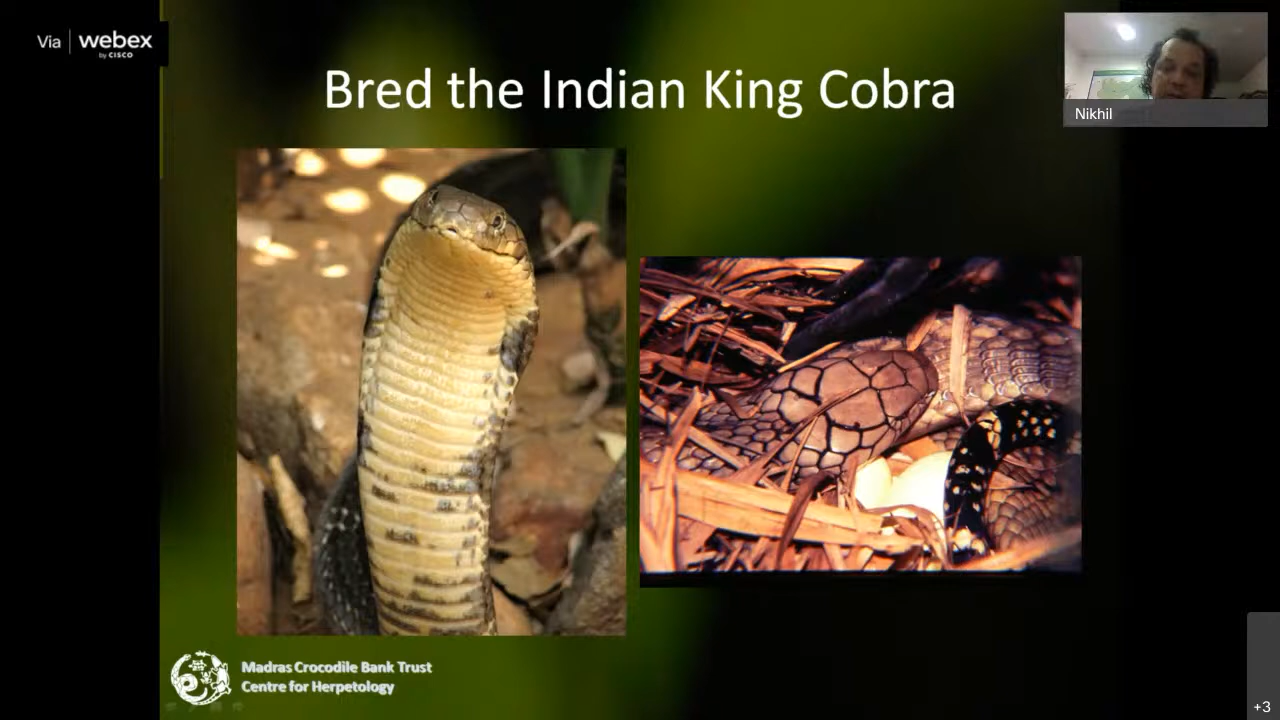 Via webex
by CISCO
Bred the Indian King Cobra
Nikhil
Madras Crocodile Bank Trust
Centre for Herpetology
+3